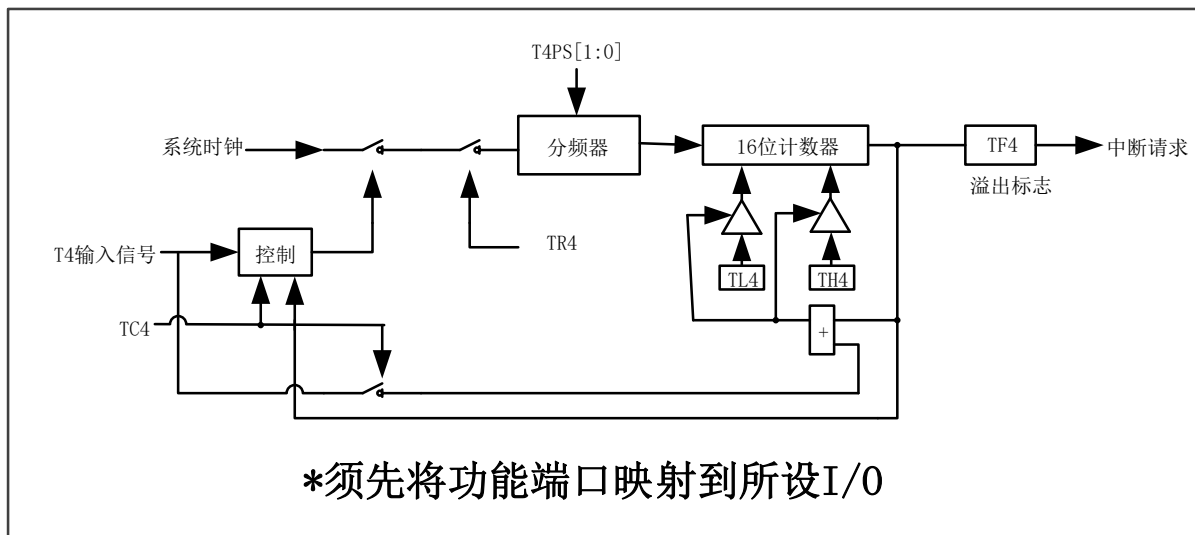 T4PS[1:0]
系统时钟
分频器
16位计数器
TF4
中断请求
溢出标志
T4输入信号
控制
TR4
TL4
TH4
TC4
+
*须先将功能端口映射到所设I/O